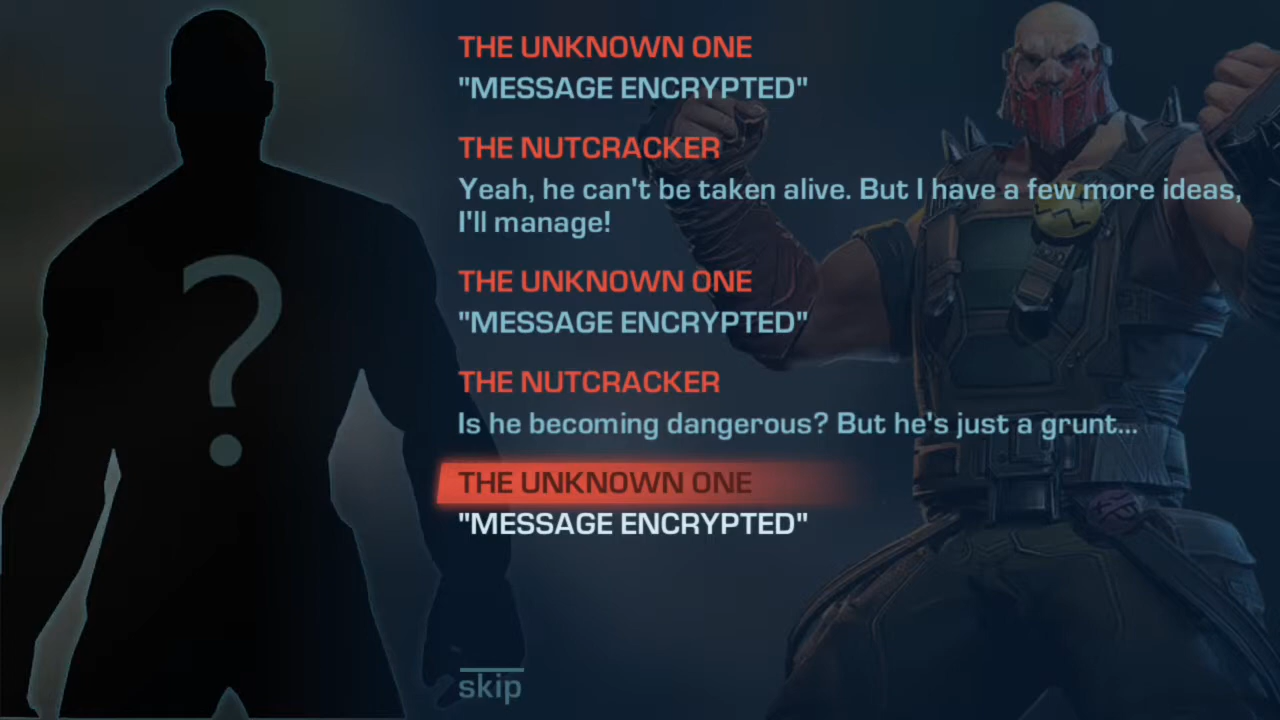 THE UNKNOWN ONE
"MESSAGE ENCRYPTED"
THE NUTCRACKER
Yeah, he can't be taken alive. But I have a few more ideas,
I'll manage!
THE UNKNOWN ONE
"MESSAGE ENCRYPTED"
THE NUTCRACKER
Is he becoming dangerous? But he's just a grunt...
THE UNKNOWN ONE
"MESSAGE ENCRYPTED"
?
skip